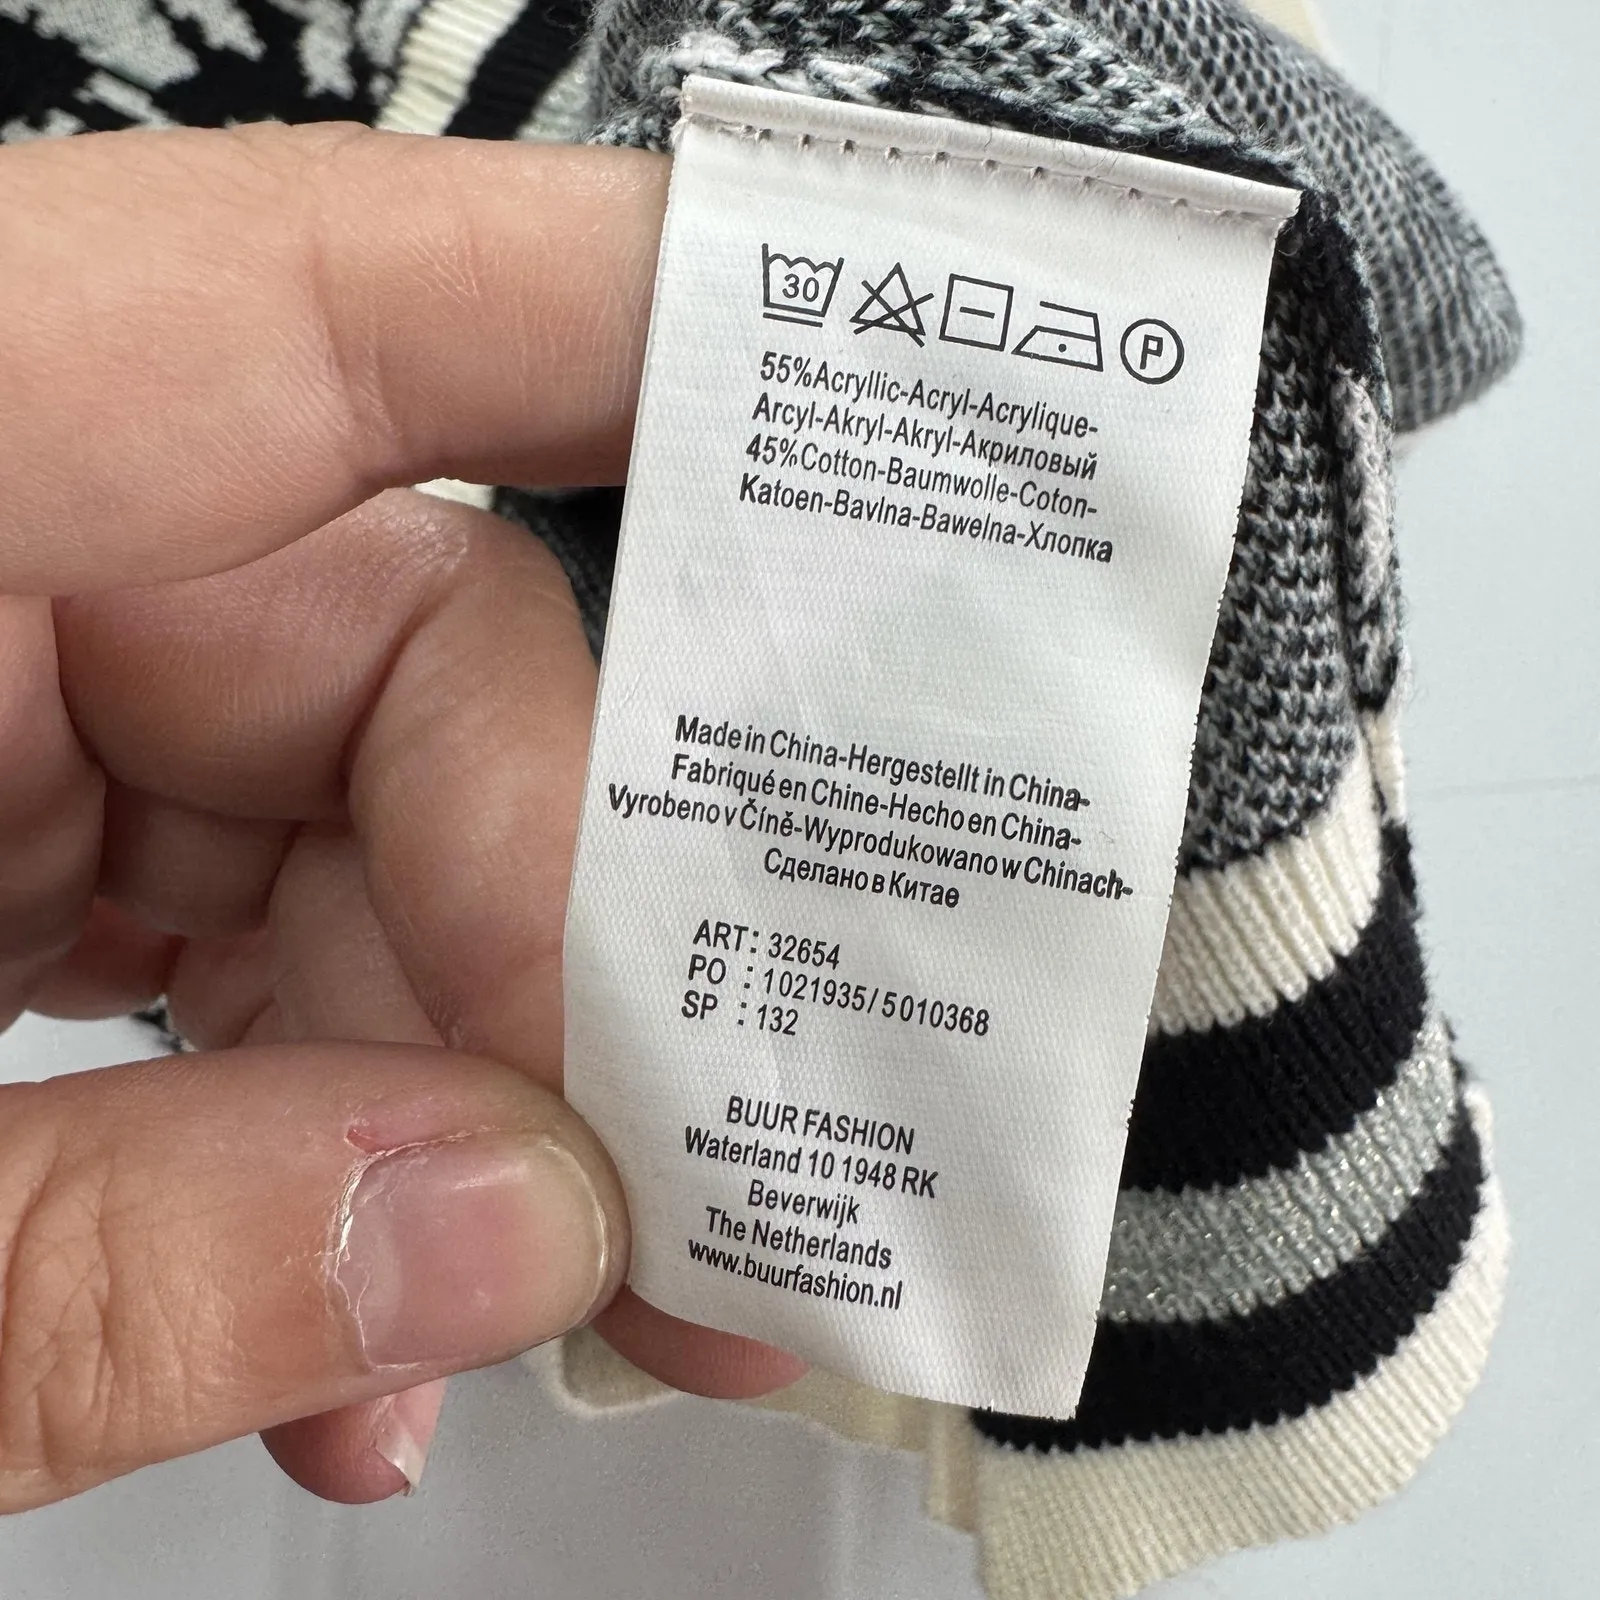 30
P
55%Acryllic-Acryl-Acrylique-
Arcyl-Akryl-Akryl-Акриловый
45%Cotton-Baumwolle-Coton-
Katoen-Bavlna-Bawelna-Хлопка
Made in China-Hergestellt in China-
Fabriqué en Chine-Hecho en China-
Vyrobeno v Číně-Wyprodukowano w Chinach-
Сделано в Китае
ART: 32654
PO : 1021935/5010368
SP : 132
BUUR FASHION
Waterland 10 1948 RK
Beverwijk
The Netherlands
www.buurfashion.nl